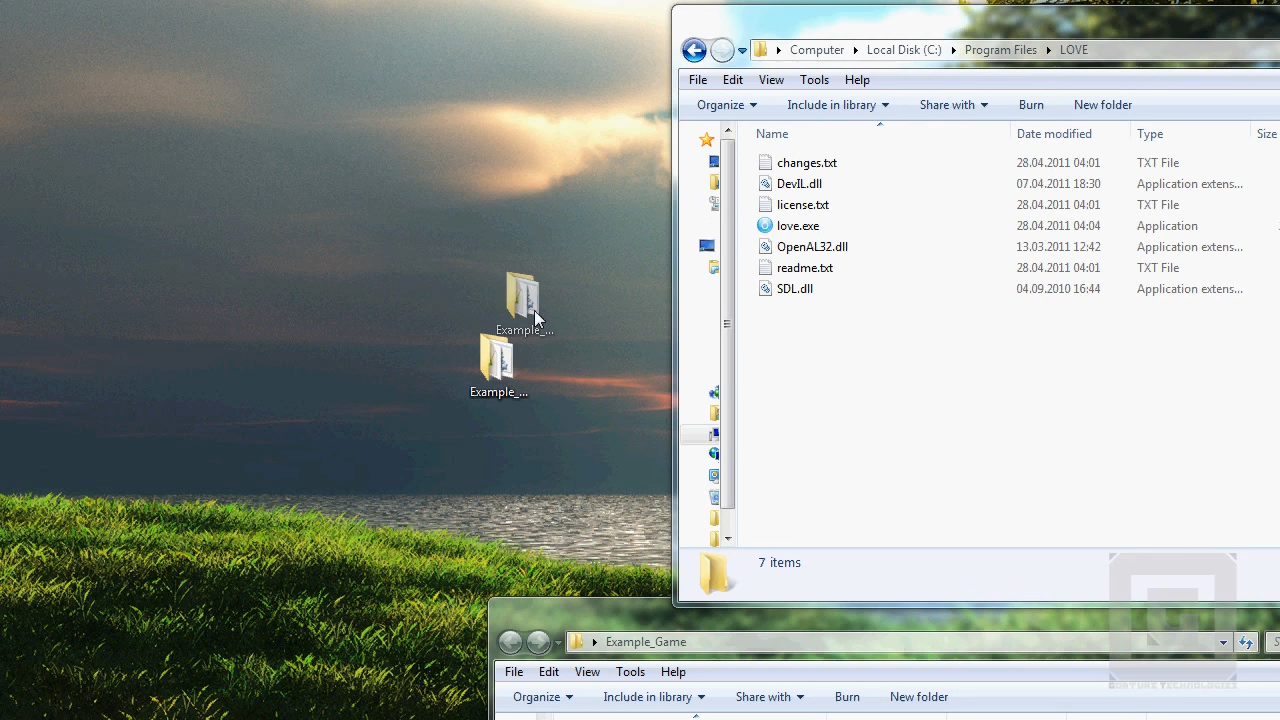 Computer Local Disk (C:) Program Files LOVE
File Edit View Tools Help
Organize Include in library Share with Burn New folder
Name Date modified Type Size
changes.txt 28.04.2011 04:01 TXT File
DevIL.dll 07.04.2011 18:30 Application extens...
license.txt 28.04.2011 04:01 TXT File
love.exe 28.04.2011 04:04 Application
OpenAL32.dll 13.03.2011 12:42 Application extens...
readme.txt 28.04.2011 04:01 TXT File
SDL.dll 04.09.2010 16:44 Application extens...
7 items
Example_...
Example_...
Example_Game
File Edit View Tools Help
Organize Include in library Share with Burn New folder